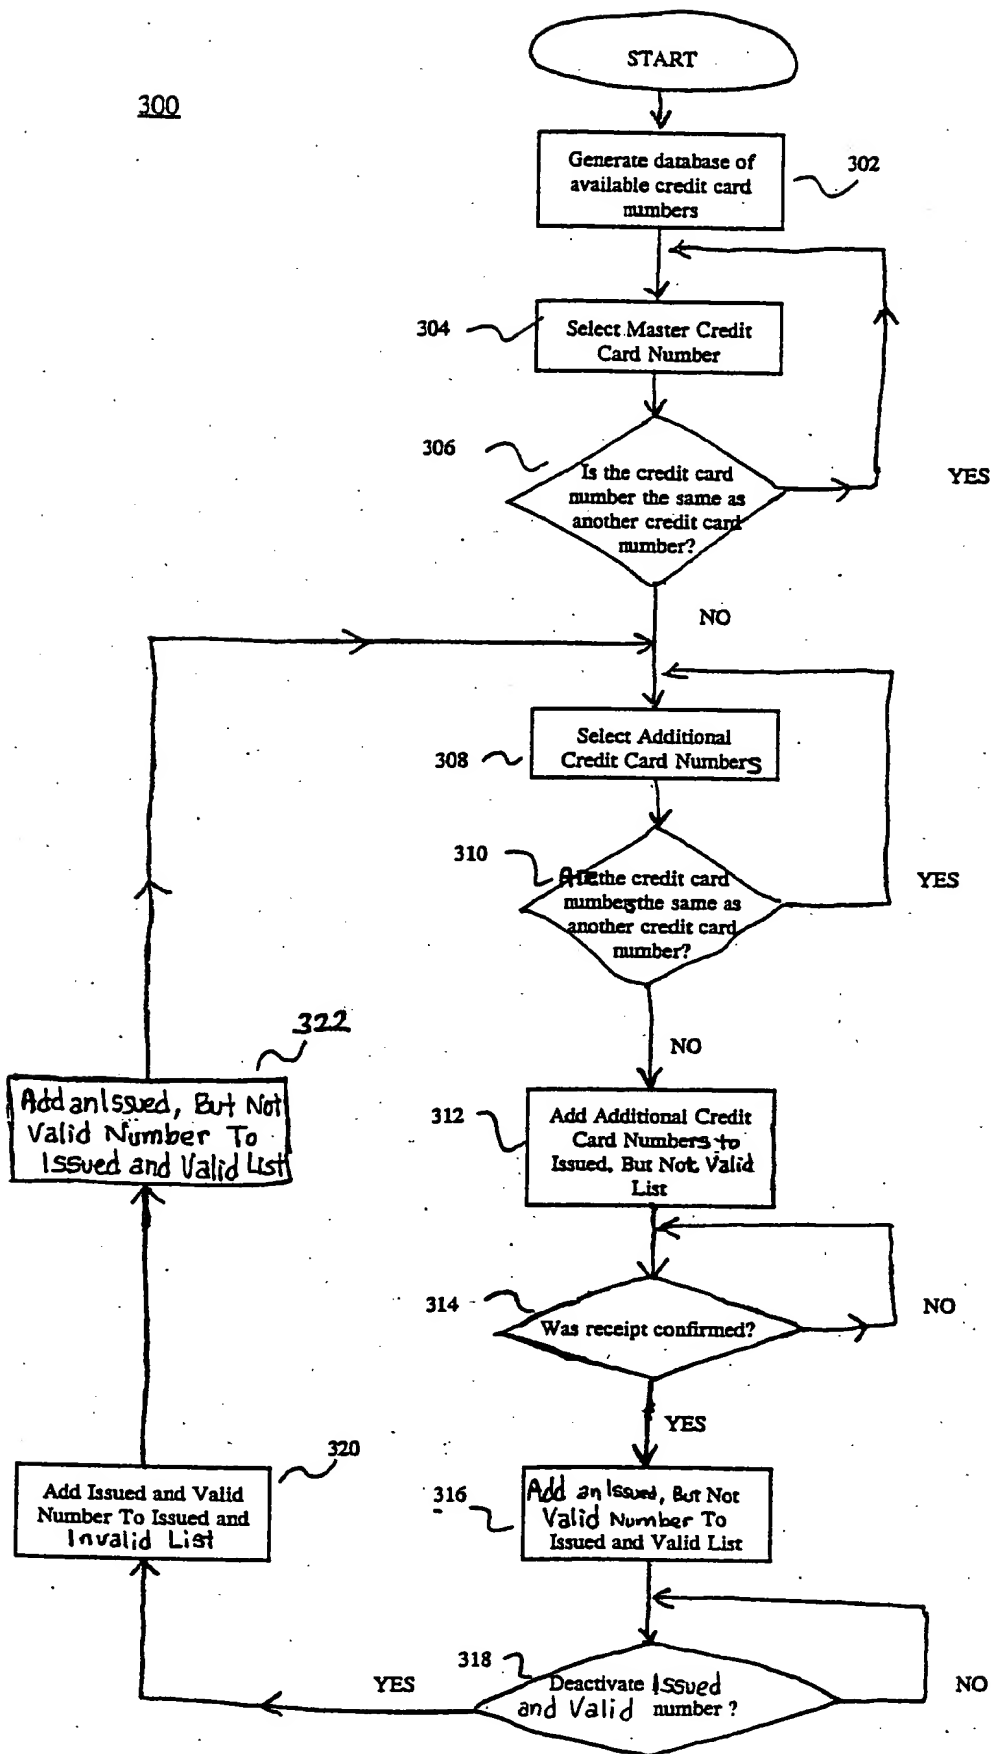 START
300
Generate database of
available credit card
numbers
302
304
Select Master Credit
Card Number
306
Is the credit card
number the same as
another credit card
number?
YES
NO
308
Select Additional
Credit Card Numbers
310
Are the credit card
numbers the same as
another credit card
number?
YES
NO
322
Add an Issued, But Not
Valid Number To
Issued and Valid List
312
Add Additional Credit
Card Numbers to
Issued, But Not Valid
List
314
Was receipt confirmed?
NO
YES
320
Add Issued and Valid
Number To Issued and
Invalid List
316
Add an Issued, But Not
Valid Number To
Issued and Valid List
318
Deactivate Issued
and Valid number ?
YES
NO